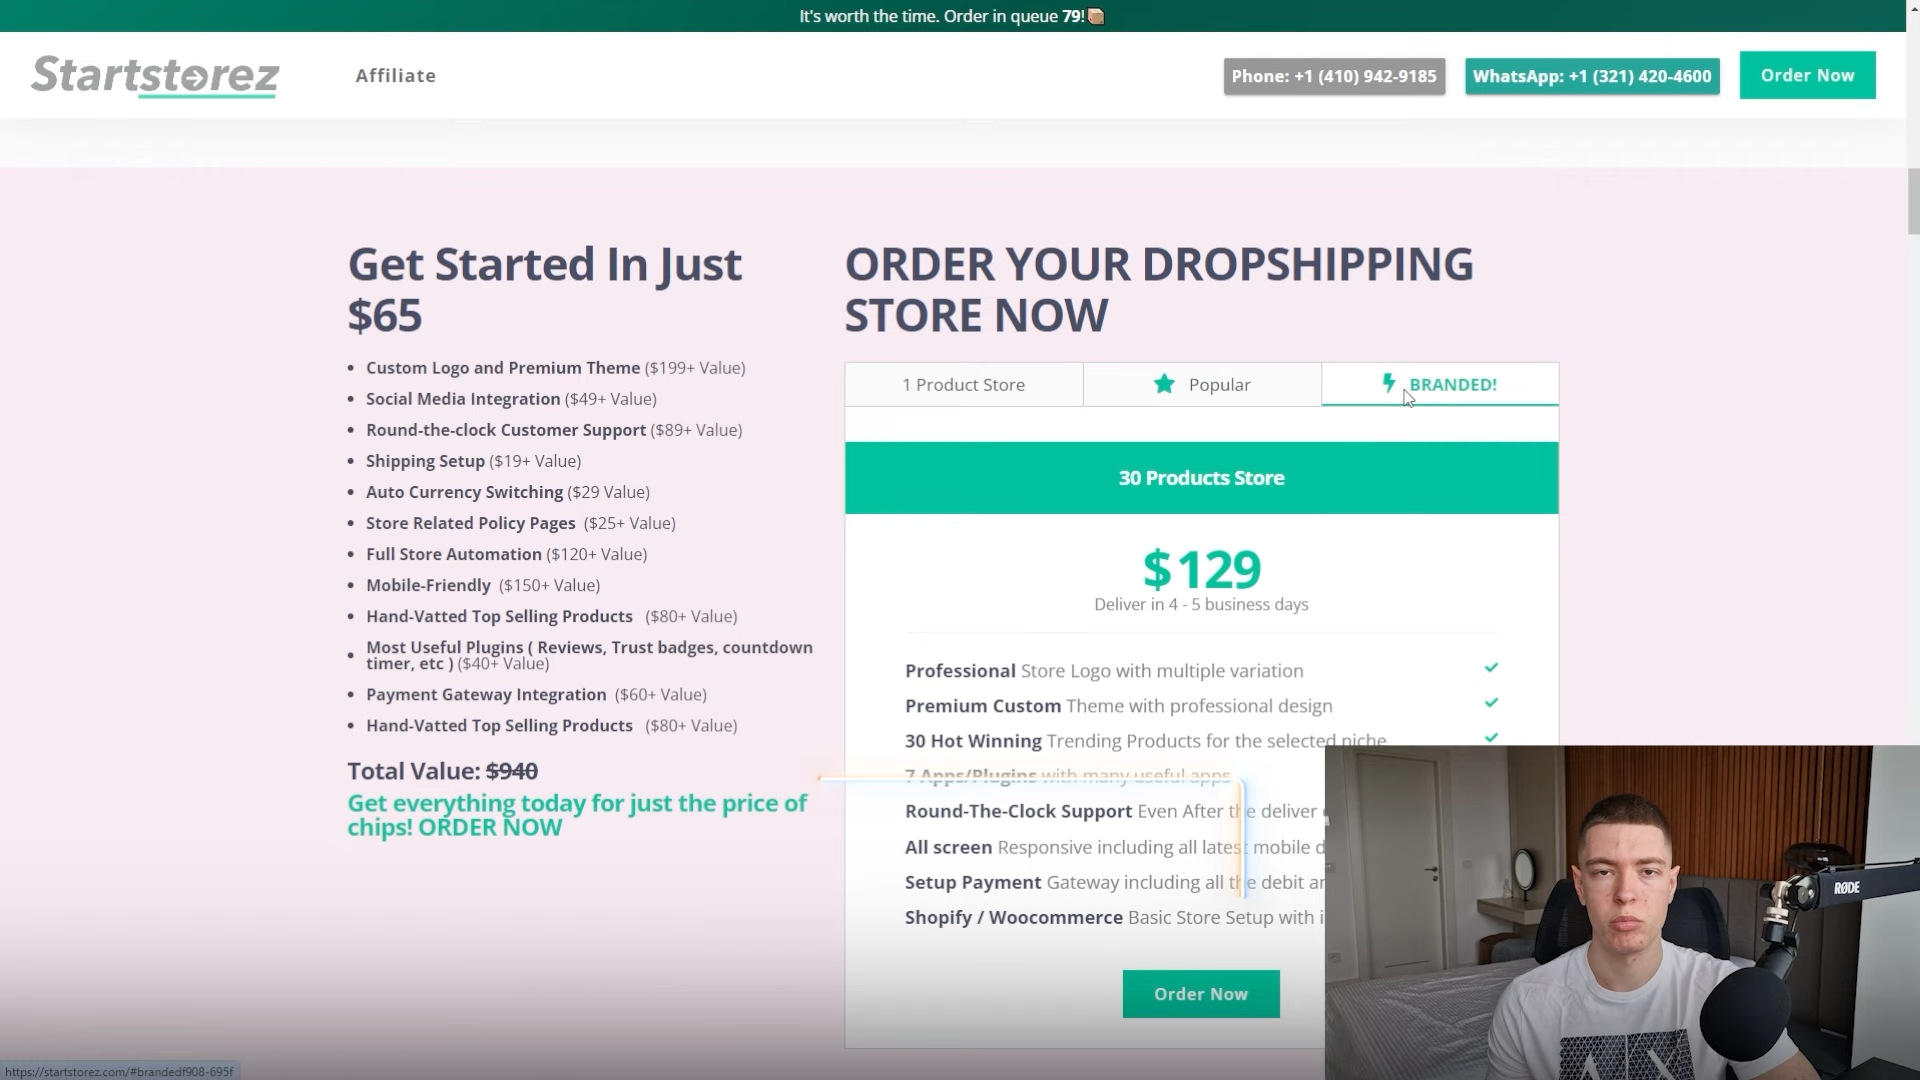 It's worth the time. Order in queue 79!
Startstorez
Affiliate
Phone: +1 (410) 942-9185
WhatsApp: +1 (321) 420-4600
Order Now
Get Started In Just
$65
• Custom Logo and Premium Theme ($199+ Value)
• Social Media Integration ($49+ Value)
• Round-the-clock Customer Support ($89+ Value)
• Shipping Setup ($19+ Value)
• Auto Currency Switching ($29 Value)
• Store Related Policy Pages ($25+ Value)
• Full Store Automation ($120+ Value)
• Mobile-Friendly ($150+ Value)
• Hand-Vatted Top Selling Products ($80+ Value)
• Most Useful Plugins ( Reviews, Trust badges, countdown
timer, etc ) ($40+ Value)
• Payment Gateway Integration ($60+ Value)
• Hand-Vatted Top Selling Products ($80+ Value)
Total Value: $940
Get everything today for just the price of
chips! ORDER NOW
ORDER YOUR DROPSHIPPING
STORE NOW
1 Product Store
Popular
BRANDED!
30 Products Store
$129
Deliver in 4 - 5 business days
Professional Store Logo with multiple variation
Premium Custom Theme with professional design
30 Hot Winning Trending Products for the selected niche
7 Apps/Plugins with many useful apps
Round-The-Clock Support Even After the deliver
All screen Responsive including all latest mobile
Setup Payment Gateway including all the debit
Shopify / Woocommerce Basic Store Setup with
Order Now
RØDE
https://startstorez.com/#brandedf908-695f